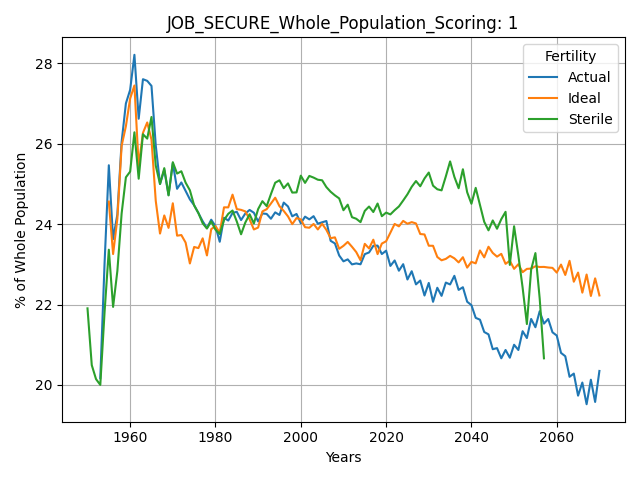 JOB_SECURE_Whole_Population_Scoring: 1
Fertility
Actual
Ideal
Sterile
% of Whole Population
28
26
24
22
20
1960
1980
2000
2020
2040
2060
Years